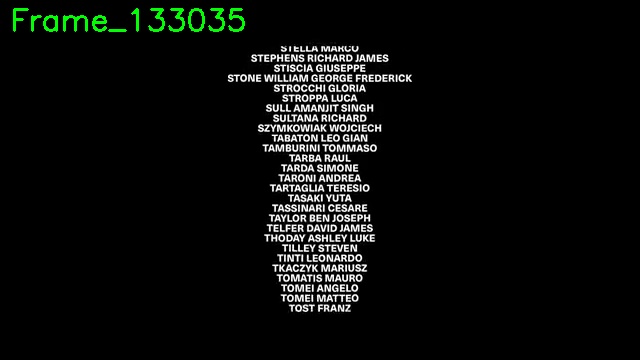 Frame_133035
STELLA MARCO
STEPHENS RICHARD JAMES
STISCIA GIUSEPPE
STONE WILLIAM GEORGE FREDERICK
STROCCHI GLORIA
STROPPA LUCA
SULL AMANJIT SINGH
SULTANA RICHARD
SZYMKOWIAK WOJCIECH
TABATON LEO GIAN
TAMBURINI TOMMASO
TARBA RAUL
TARDA SIMONE
TARONI ANDREA
TARTAGLIA TERESIO
TASAKI YUTA
TASSINARI CESARE
TAYLOR BEN JOSEPH
TELFER DAVID JAMES
THODAY ASHLEY LUKE
TILLEY STEVEN
TINTI LEONARDO
TKACZYK MARIUSZ
TOMATIS MAURO
TOMEI ANGELO
TOMEI MATTEO
TOST FRANZ